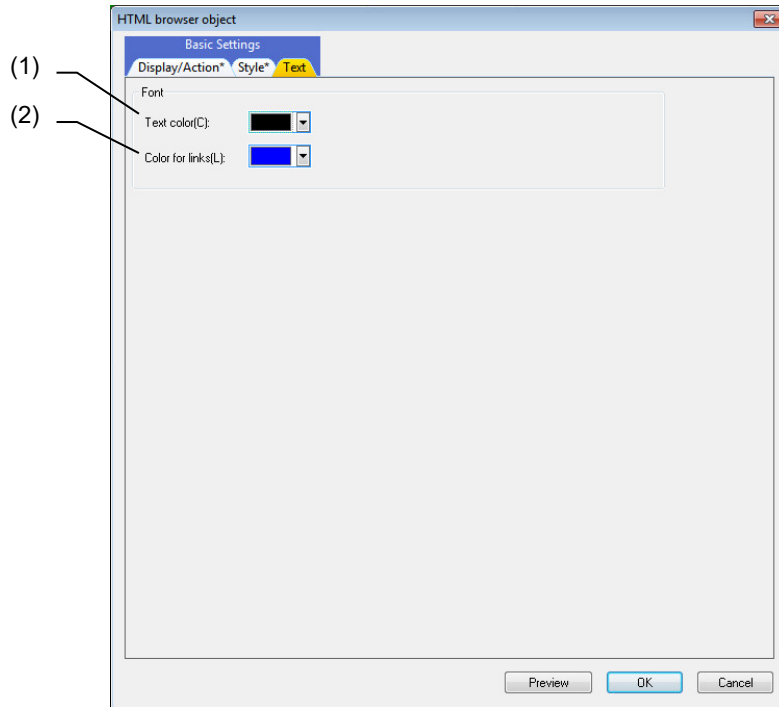 HTML browser object
Basic Settings
Display/Action* Style* Text
Font
(1)
Text color(C):
(2)
Color for links(L):
Preview OK Cancel